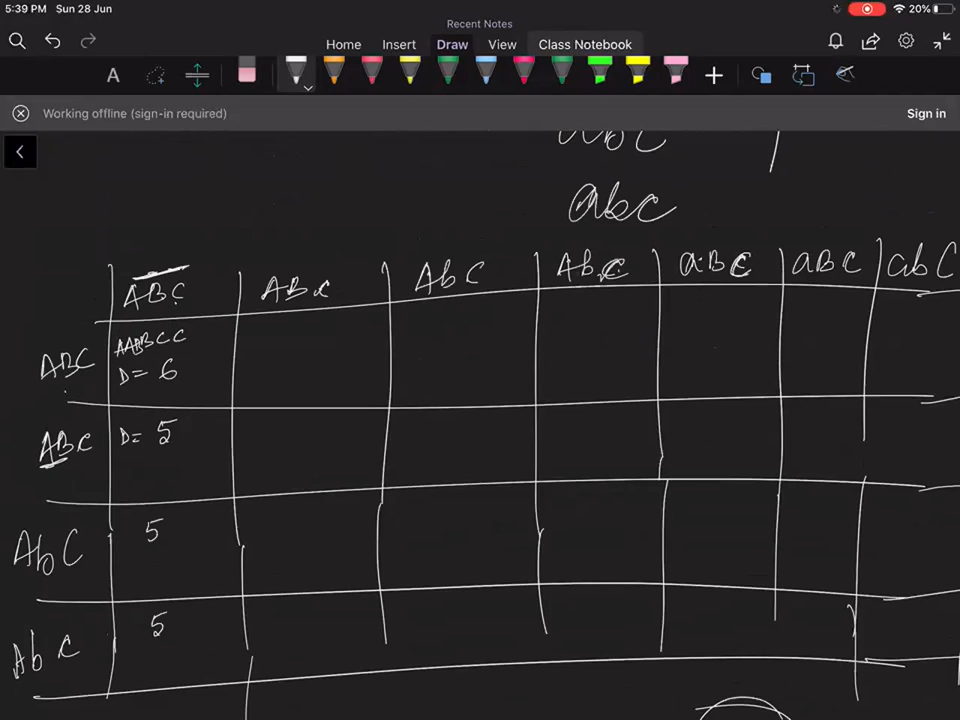 5:39 PM Sun 28 Jun
20%
Recent Notes
Home Insert Draw View Class Notebook
A
Working offline (sign-in required) Sign in
abc
ABC ABc AbC Abc aBC aBC abC
ABC AABBCC
D = 6
ABc D = 5
AbC 5
Abc 5